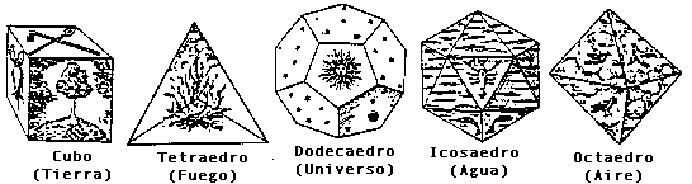 Cubo
(Tierra)
Tetraedro
(Fuego)
Dodecaedro
(Universo)
Icosaedro
(Agua)
Octaedro
(Aire)